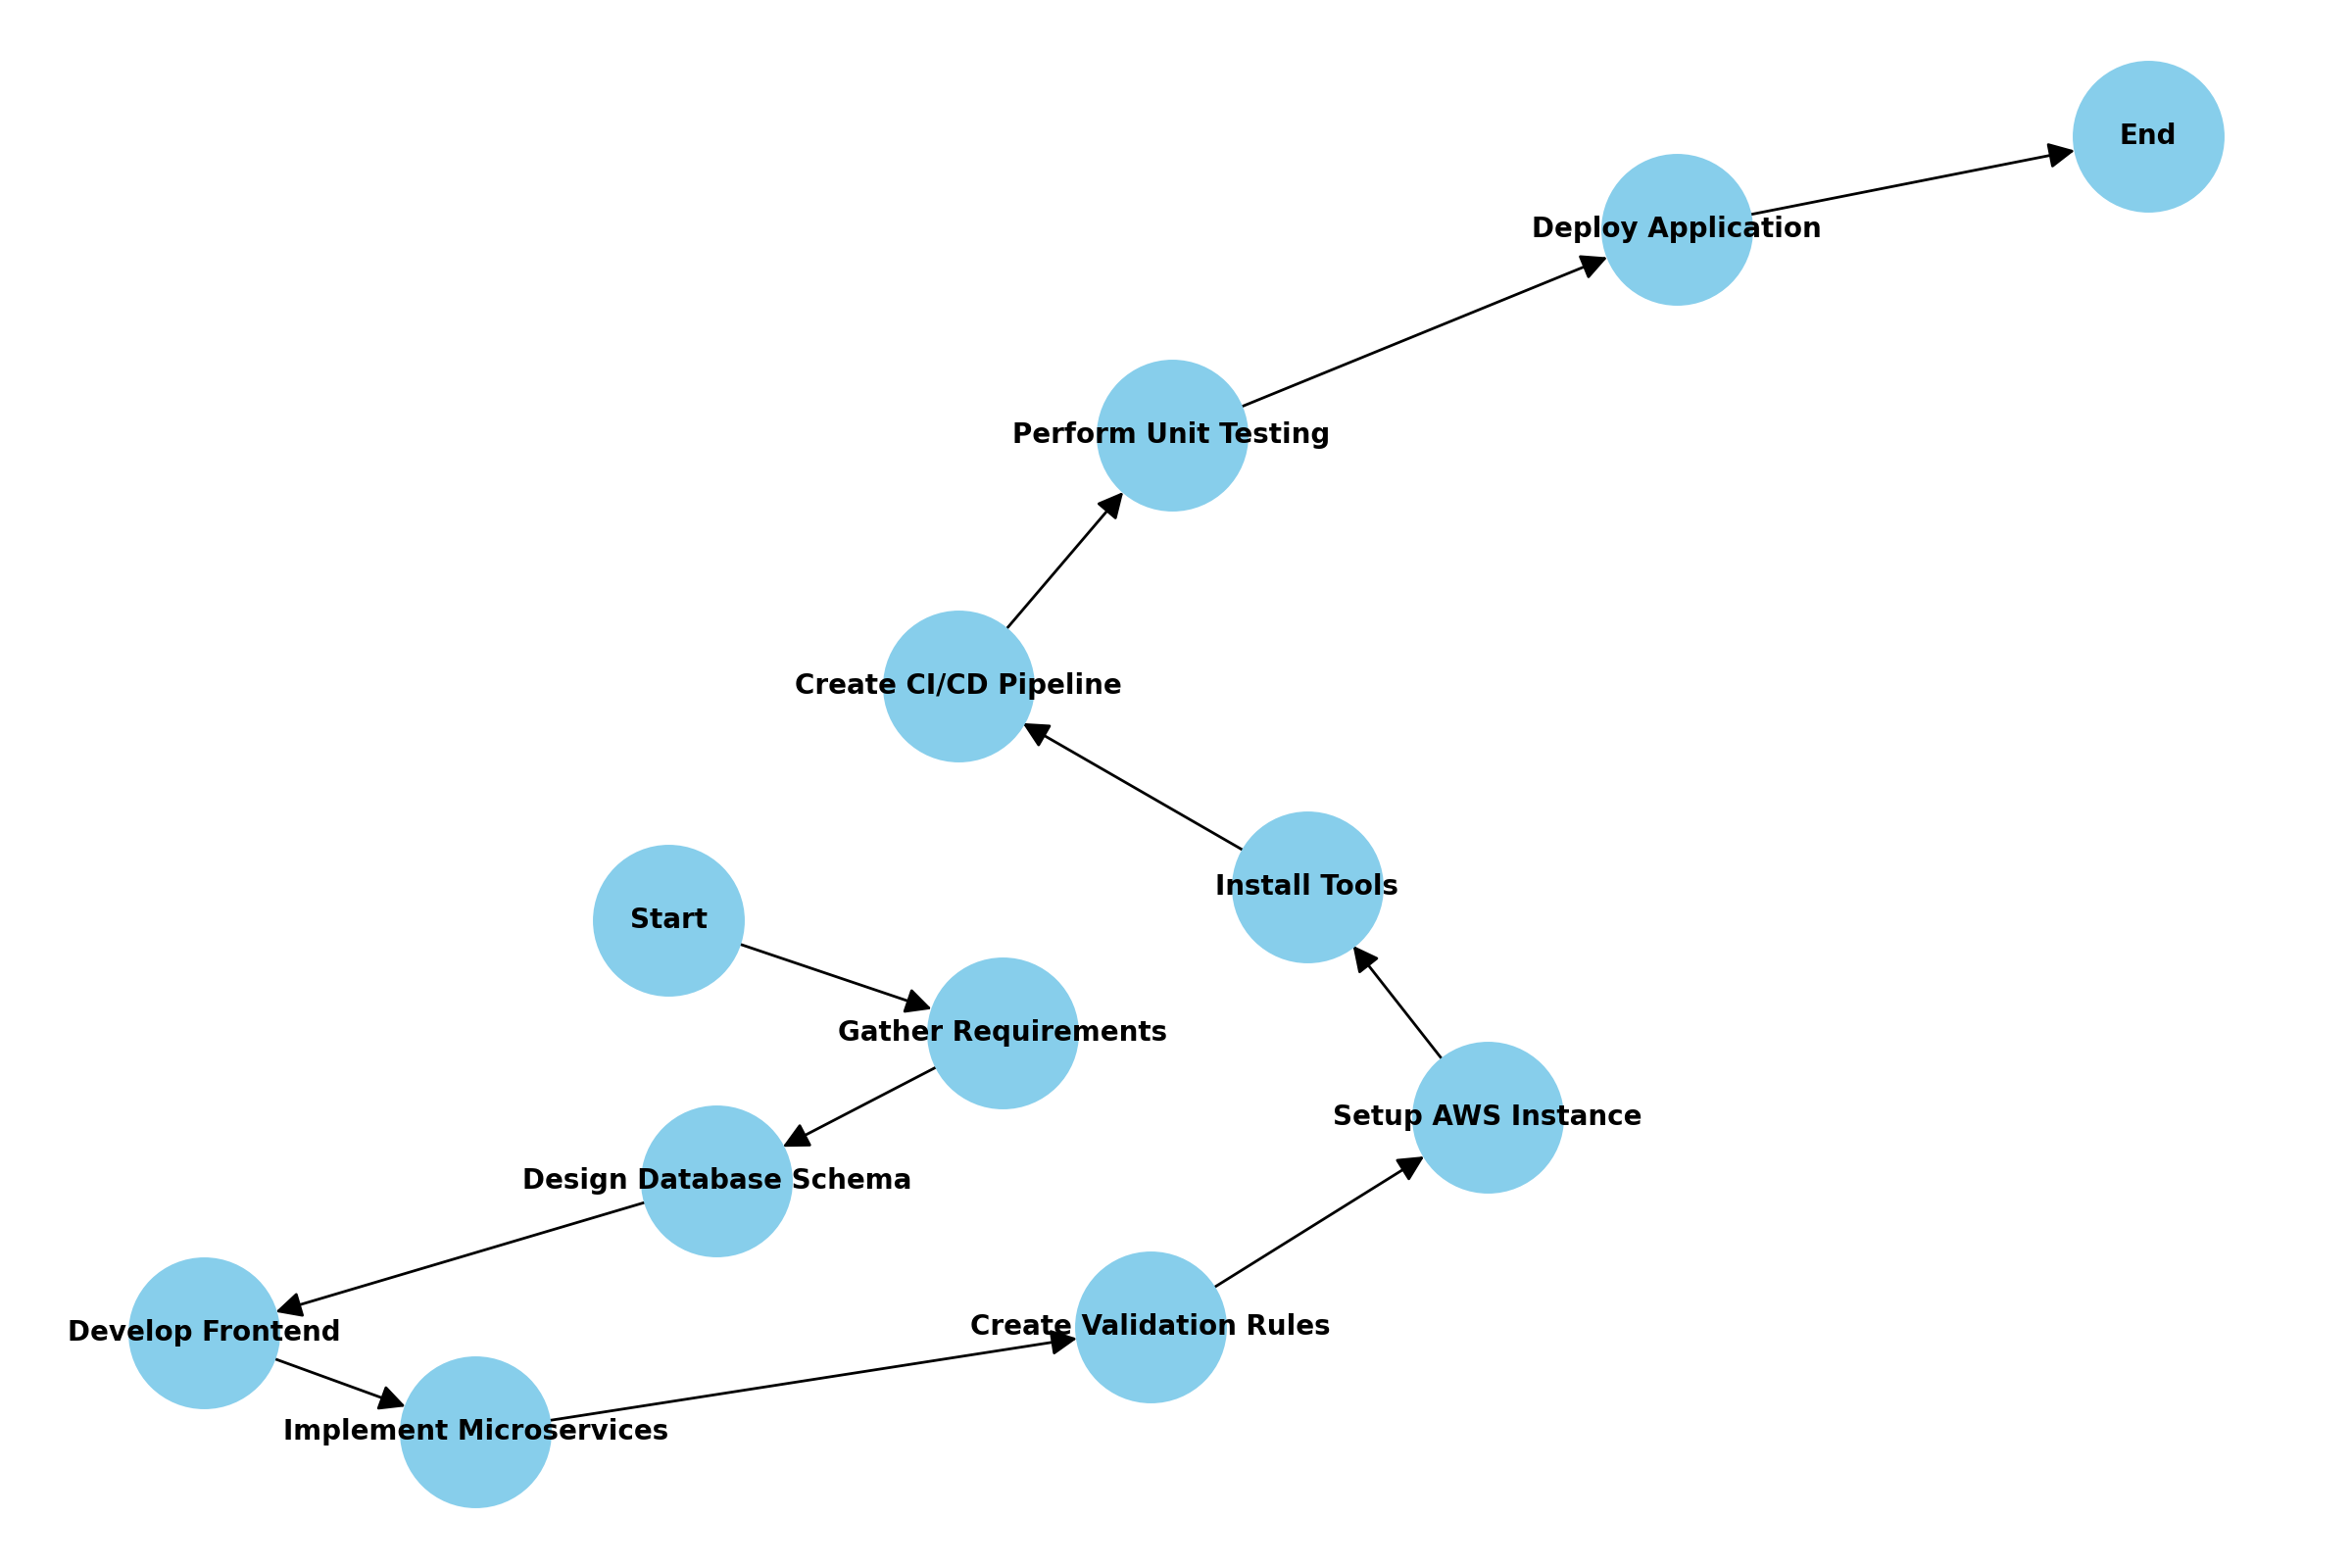 End
Deploy Application
Perform Unit Testing
Create CI/CD Pipeline
Install Tools
Start
Gather Requirements
Setup AWS Instance
Design Database Schema
Create Validation Rules
Develop Frontend
Implement Microservices